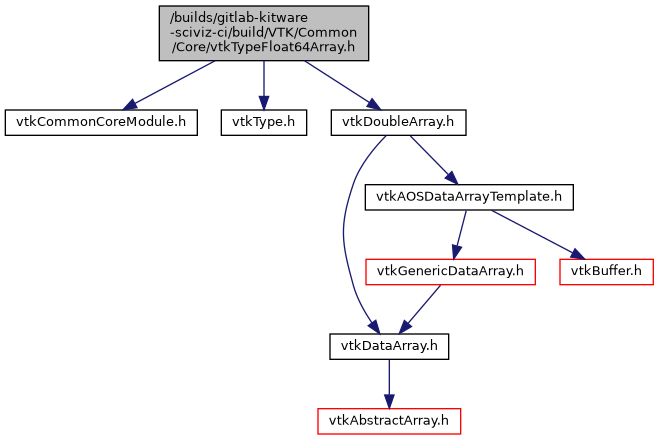 /builds/gitlab-kitware
-sciviz-ci/build/VTK/Common
/Core/vtkTypeFloat64Array.h
vtkCommonCoreModule.h
vtkType.h
vtkDoubleArray.h
vtkAOSDataArrayTemplate.h
vtkGenericDataArray.h
vtkBuffer.h
vtkDataArray.h
vtkAbstractArray.h